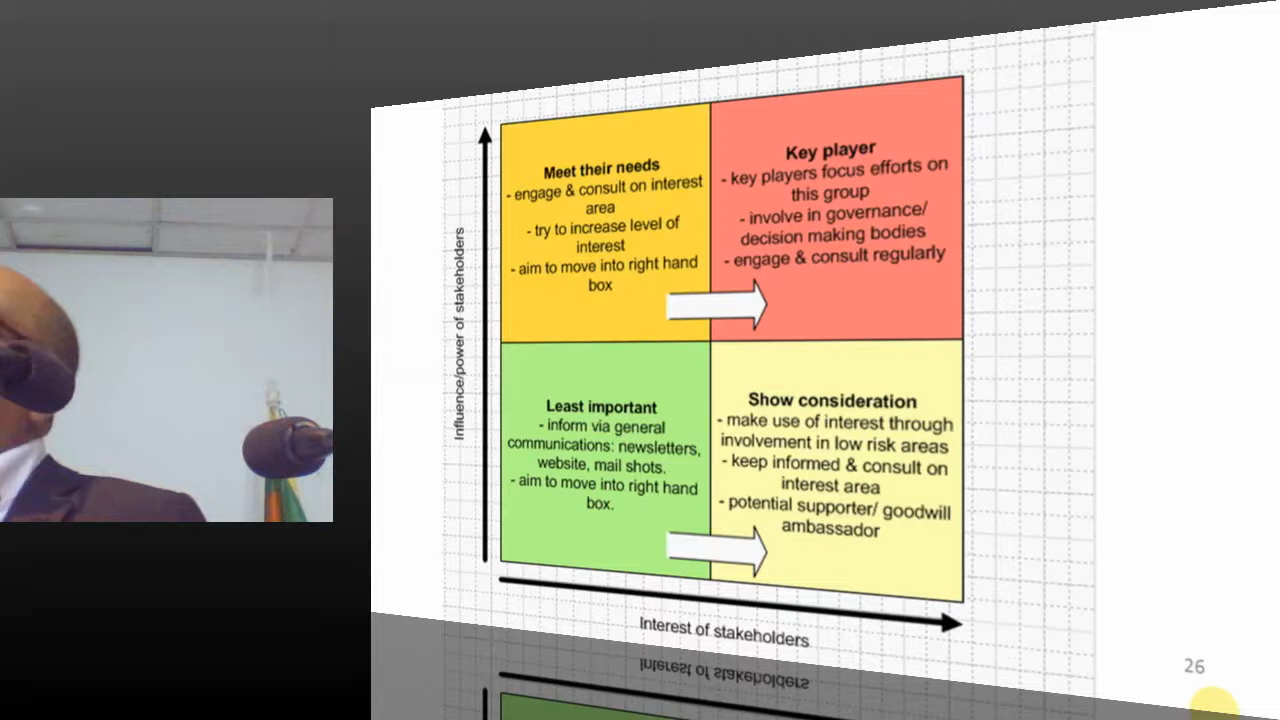 Influence/power of stakeholders
Meet their needs
- engage & consult on interest
area
- try to increase level of
interest
- aim to move into right hand
box
Key player
- key players focus efforts on
this group
- involve in governance/
decision making bodies
- engage & consult regularly
Least important
- inform via general
communications: newsletters,
website, mail shots.
- aim to move into right hand
box.
Show consideration
- make use of interest through
involvement in low risk areas
- keep informed & consult on
interest area
- potential supporter/ goodwill
ambassador
Interest of stakeholders
Interest of stakeholders
26